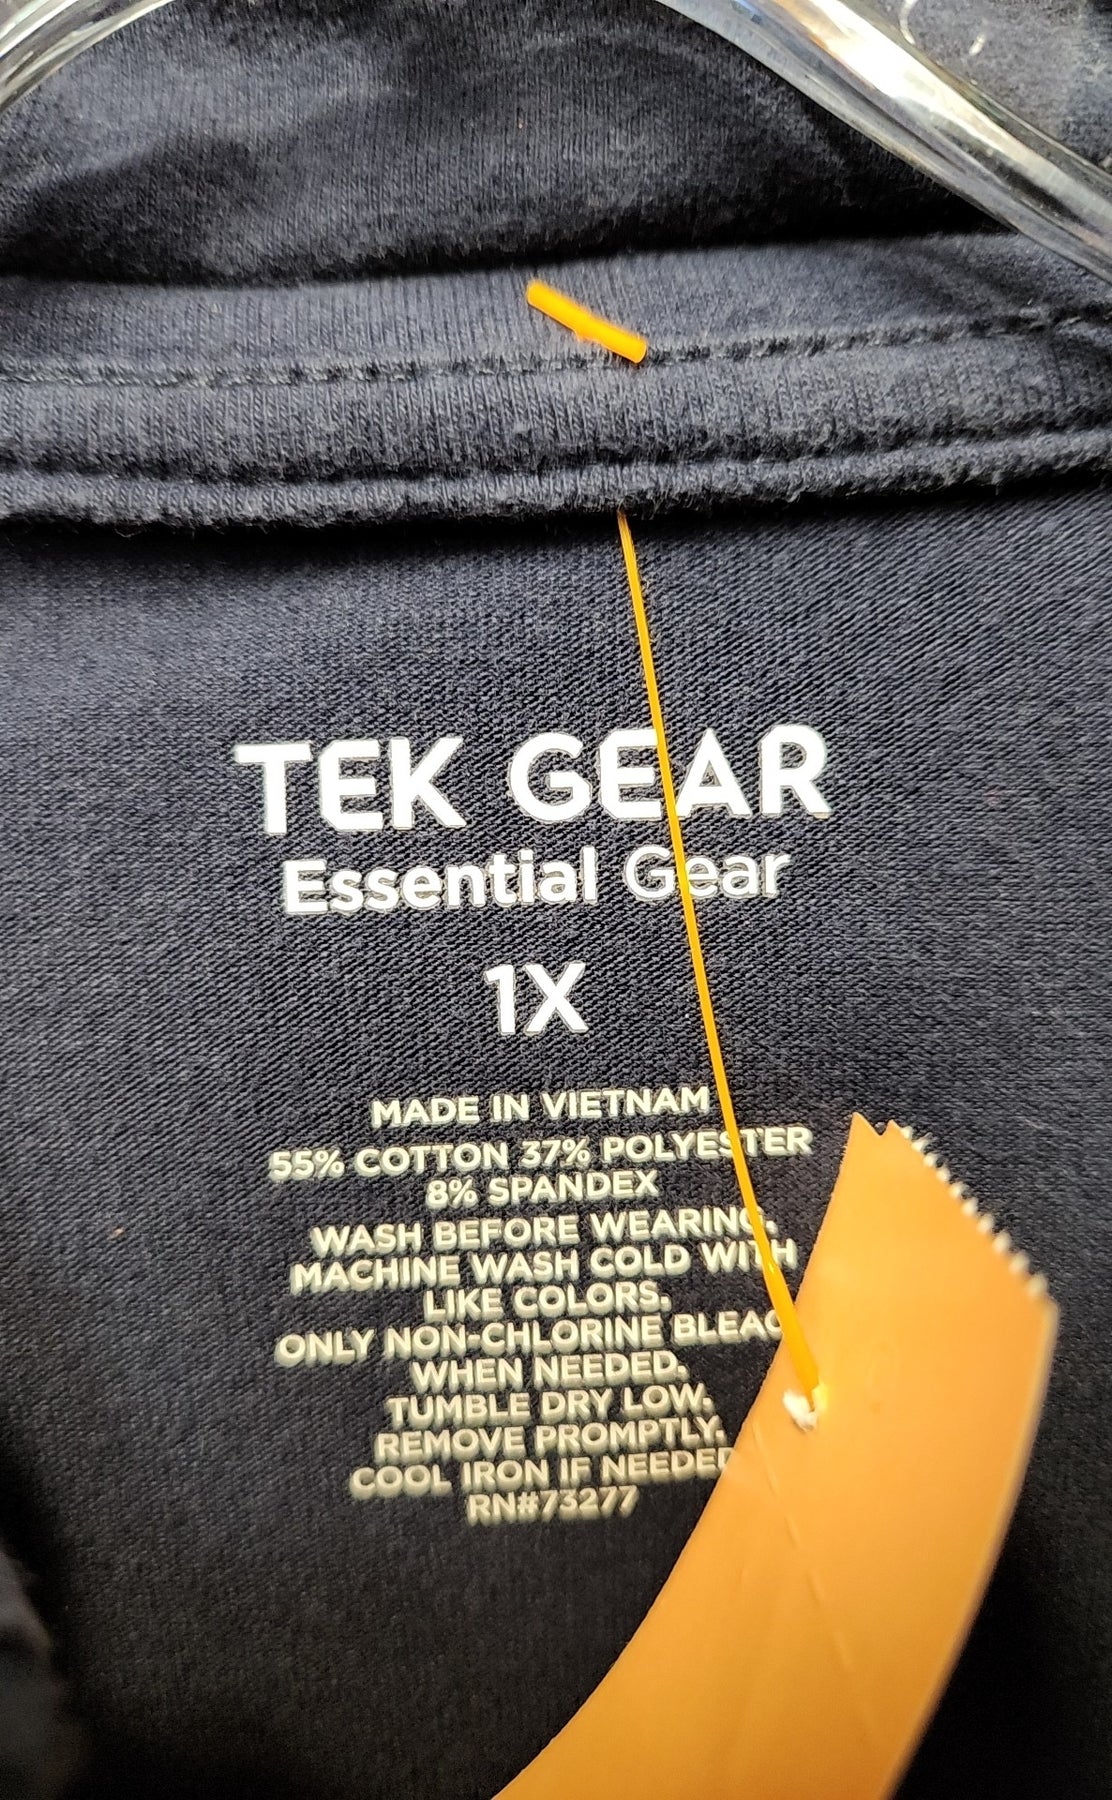 TEK GEAR
Essential Gear
1X
MADE IN VIETNAM
55% COTTON 37% POLYESTER
8% SPANDEX
WASH BEFORE WEARING.
MACHINE WASH COLD WITH
LIKE COLORS.
ONLY NON-CHLORINE BLEAC
WHEN NEEDED.
TUMBLE DRY LOW.
REMOVE PROMPTLY.
COOL IRON IF NEEDED
RN#73277